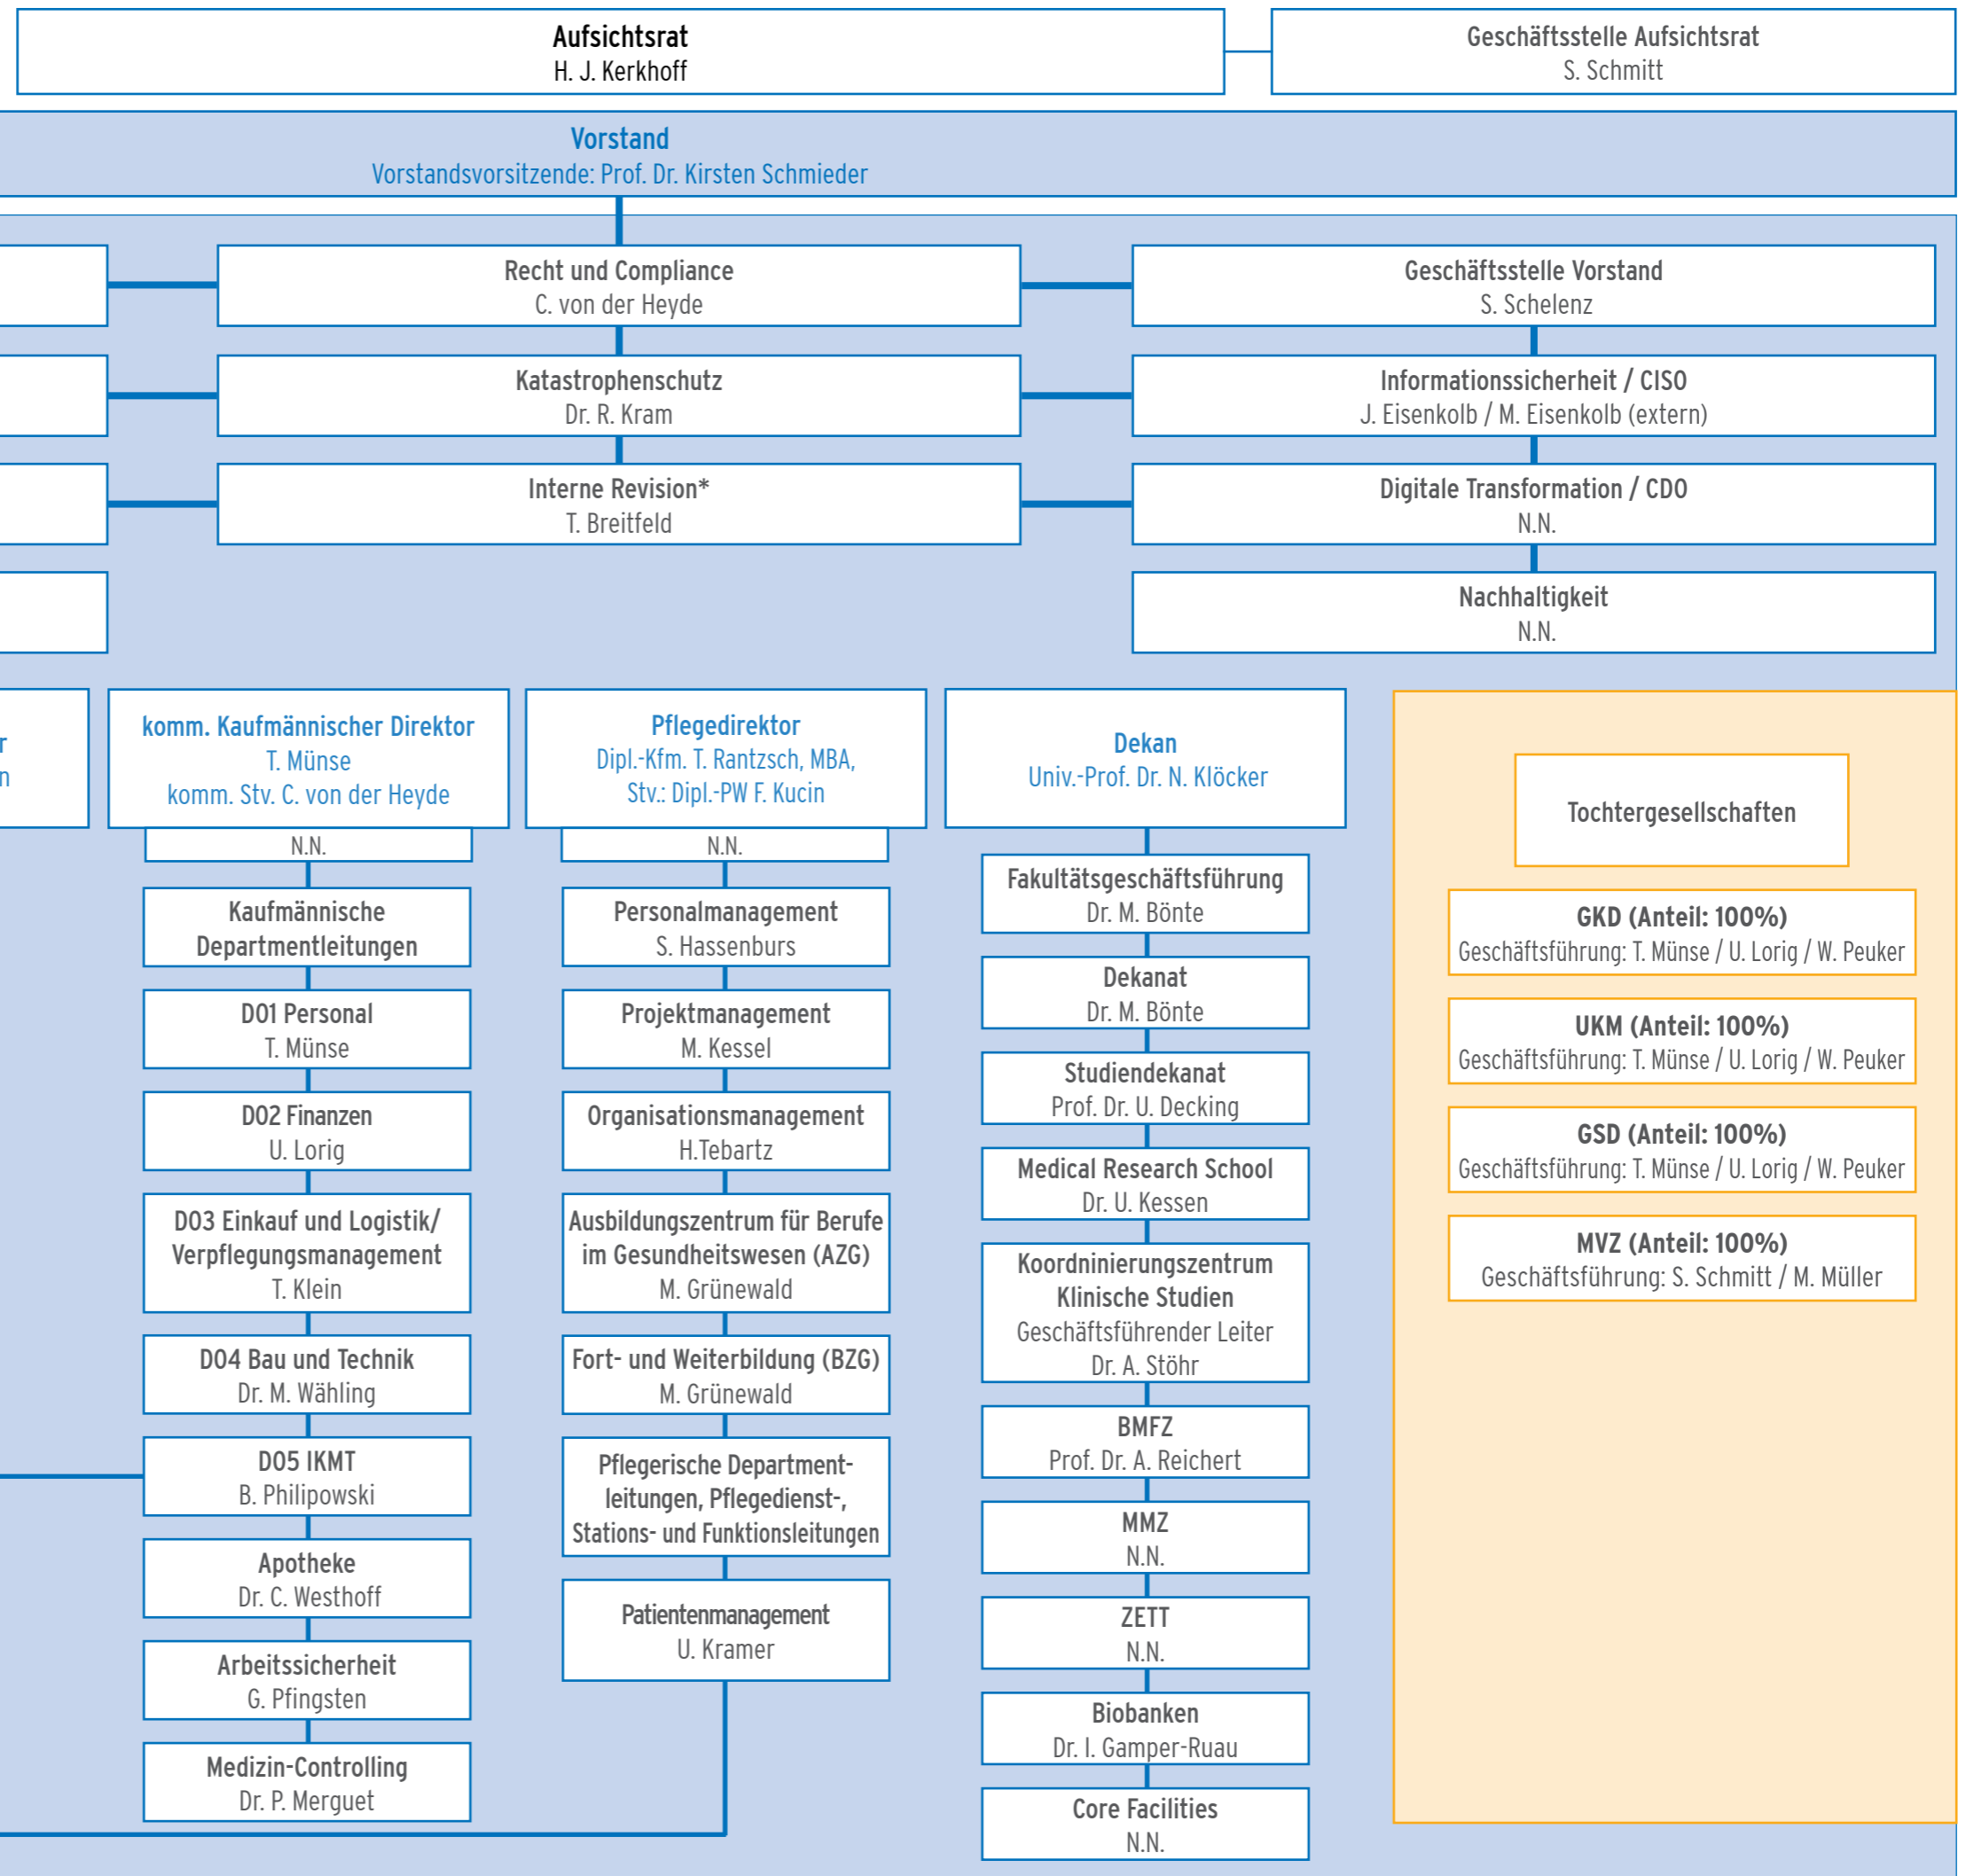 Aufsichtsrat
H. J. Kerkhoff
Geschäftsstelle Aufsichtsrat
S. Schmitt
Vorstand
Vorstandsvorsitzende: Prof. Dr. Kirsten Schmieder
Recht und Compliance
C. von der Heyde
Geschäftsstelle Vorstand
S. Schelenz
Katastrophenschutz
Dr. R. Kram
Informationssicherheit / CISO
J. Eisenkolb / M. Eisenkolb (extern)
Interne Revision*
T. Breitfeld
Digitale Transformation / CDO
N.N.
Nachhaltigkeit
N.N.
r
n
komm. Kaufmännischer Direktor
T. Münse
komm. Stv. C. von der Heyde
N.N.
Kaufmännische
Departmentleitungen
D01 Personal
T. Münse
D02 Finanzen
U. Lorig
D03 Einkauf und Logistik/
Verpflegungsmanagement
T. Klein
D04 Bau und Technik
Dr. M. Wähling
D05 IKMT
B. Philipowski
Apotheke
Dr. C. Westhoff
Arbeitssicherheit
G. Pfingsten
Medizin-Controlling
Dr. P. Merguet
Pflegedirektor
Dipl.-Kfm. T. Rantzsch, MBA,
Stv.: Dipl.-PW F. Kucin
N.N.
Personalmanagement
S. Hassenburs
Projektmanagement
M. Kessel
Organisationsmanagement
H.Tebartz
Ausbildungszentrum für Berufe
im Gesundheitswesen (AZG)
M. Grünewald
Fort- und Weiterbildung (BZG)
M. Grünewald
Pflegerische Department-
leitungen, Pflegedienst-,
Stations- und Funktionsleitungen
Patientenmanagement
U. Kramer
Dekan
Univ.-Prof. Dr. N. Klöcker
Fakultätsgeschäftsführung
Dr. M. Bönte
Dekanat
Dr. M. Bönte
Studiendekanat
Prof. Dr. U. Decking
Medical Research School
Dr. U. Kessen
Koordninierungszentrum
Klinische Studien
Geschäftsführender Leiter
Dr. A. Stöhr
BMFZ
Prof. Dr. A. Reichert
MMZ
N.N.
ZETT
N.N.
Biobanken
Dr. I. Gamper-Ruau
Core Facilities
N.N.
Tochtergesellschaften
GKD (Anteil: 100%)
Geschäftsführung: T. Münse / U. Lorig / W. Peuker
UKM (Anteil: 100%)
Geschäftsführung: T. Münse / U. Lorig / W. Peuker
GSD (Anteil: 100%)
Geschäftsführung: T. Münse / U. Lorig / W. Peuker
MVZ (Anteil: 100%)
Geschäftsführung: S. Schmitt / M. Müller